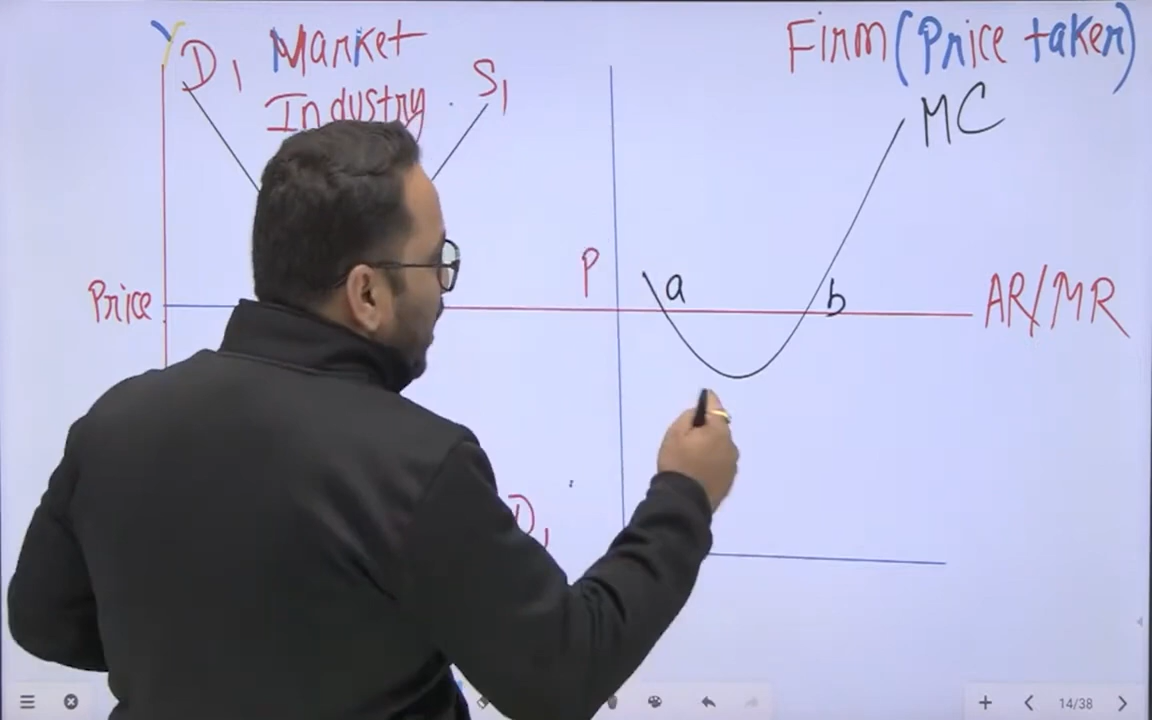 Y
D1 Market Industry
S1
Firm (Price taker)
MC
Price
P
a
b
AR/MR
D1
14/38